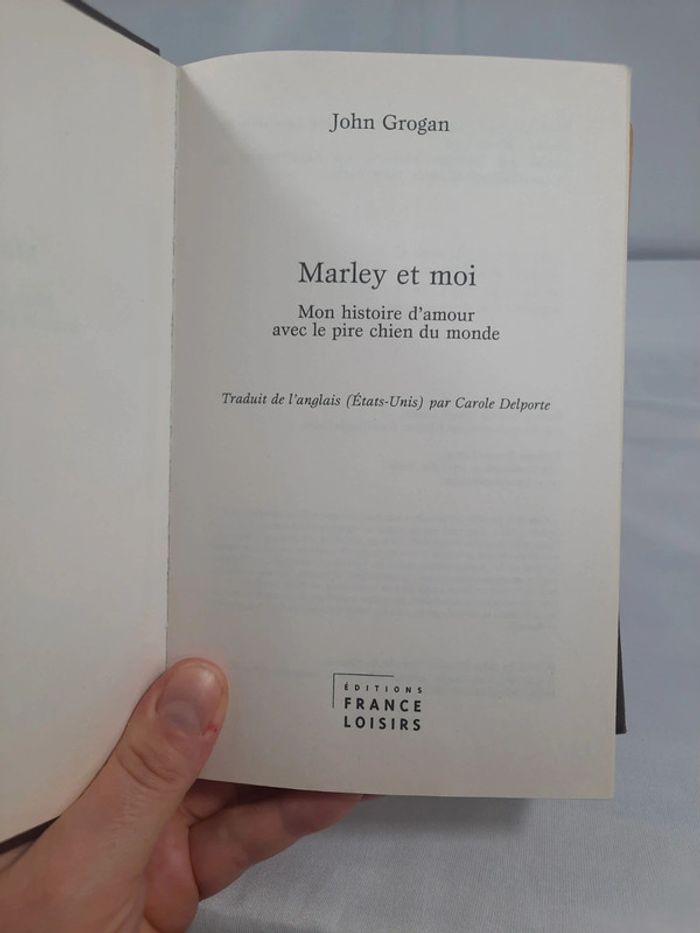 John Grogan
Marley et moi
Mon histoire d'amour
avec le pire chien du monde
Traduit de l'anglais (États-Unis) par Carole Delporte
ÉDITIONS
FRANCE
LOISIRS